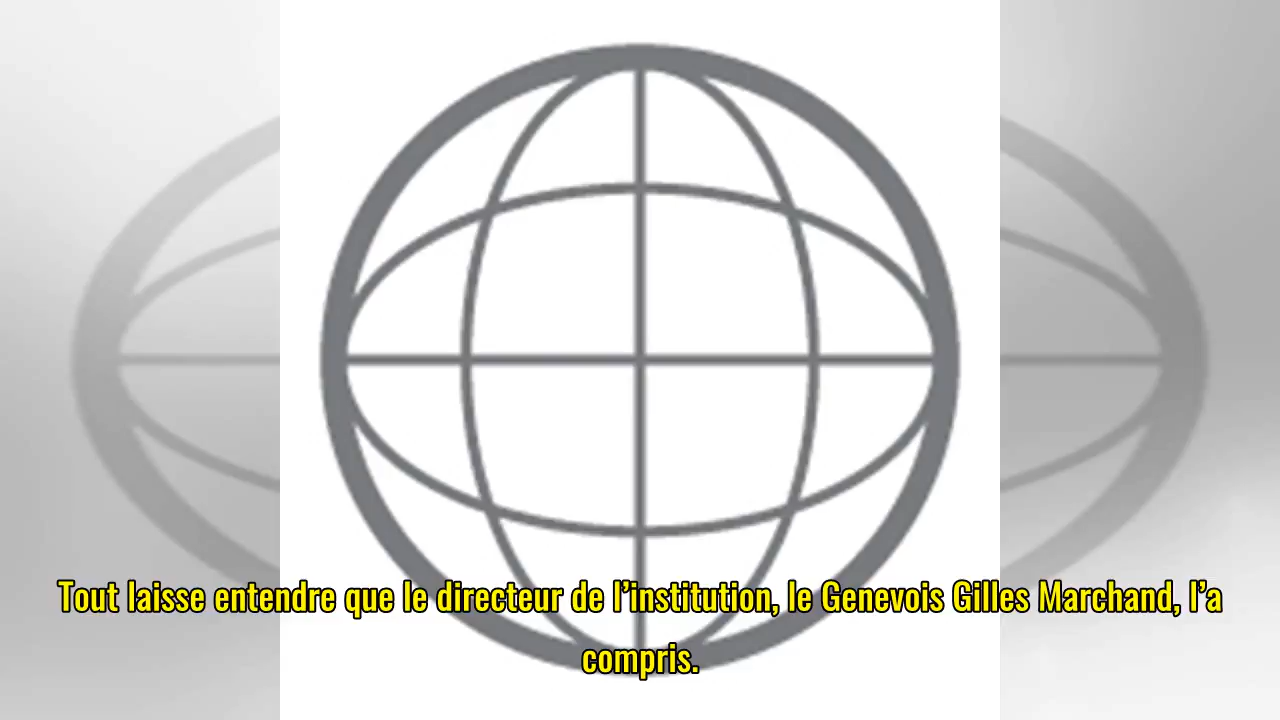 Tout laisse entendre que le directeur de l’institution, le Genevois Gilles Marchand, l’a
compris.